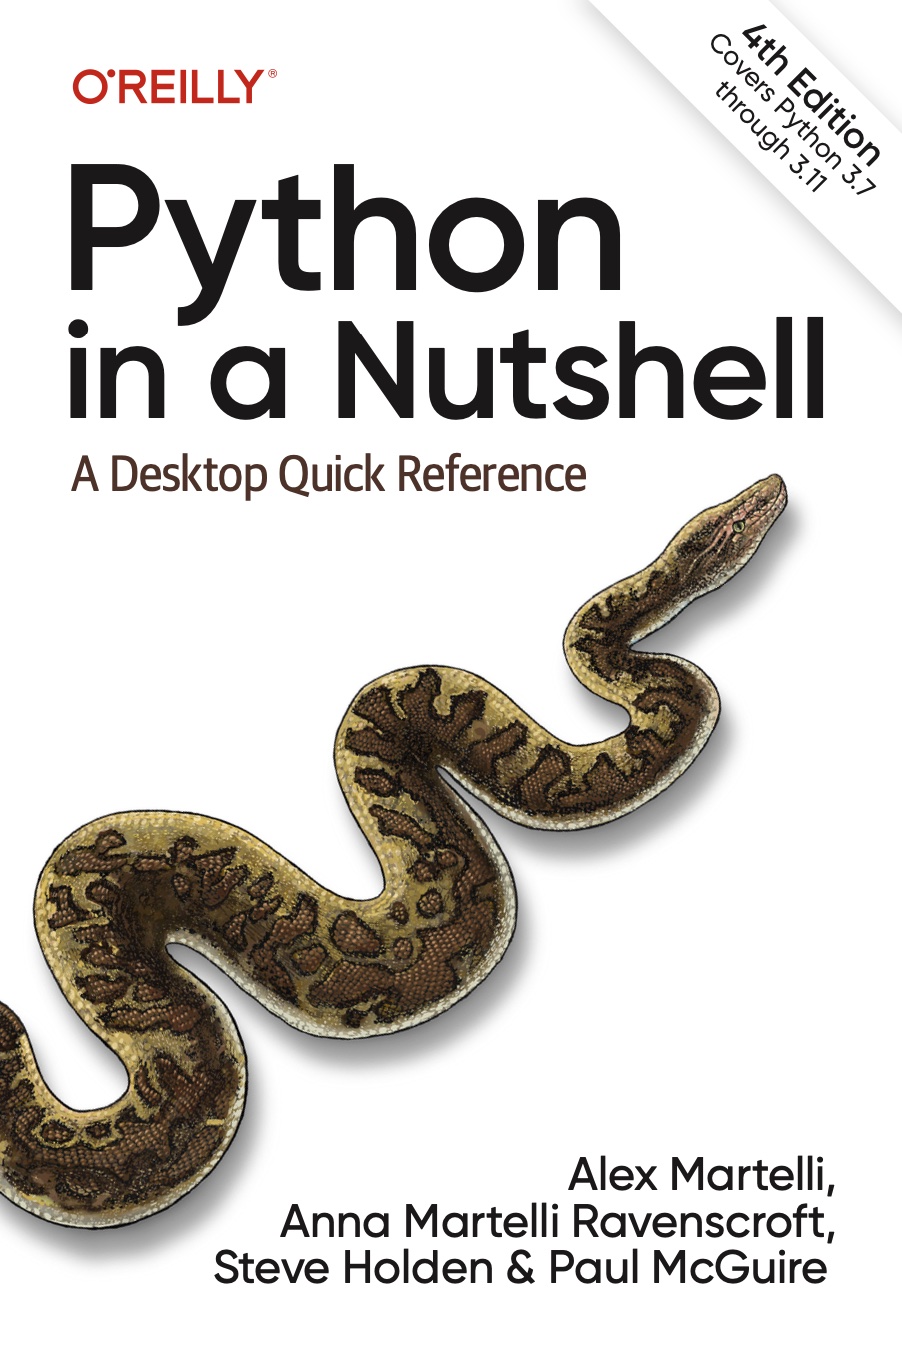 O'REILLY®
4th Edition
Covers Python 3.7
through 3.11
Python
in a Nutshell
A Desktop Quick Reference
Alex Martelli,
Anna Martelli Ravenscroft,
Steve Holden & Paul McGuire